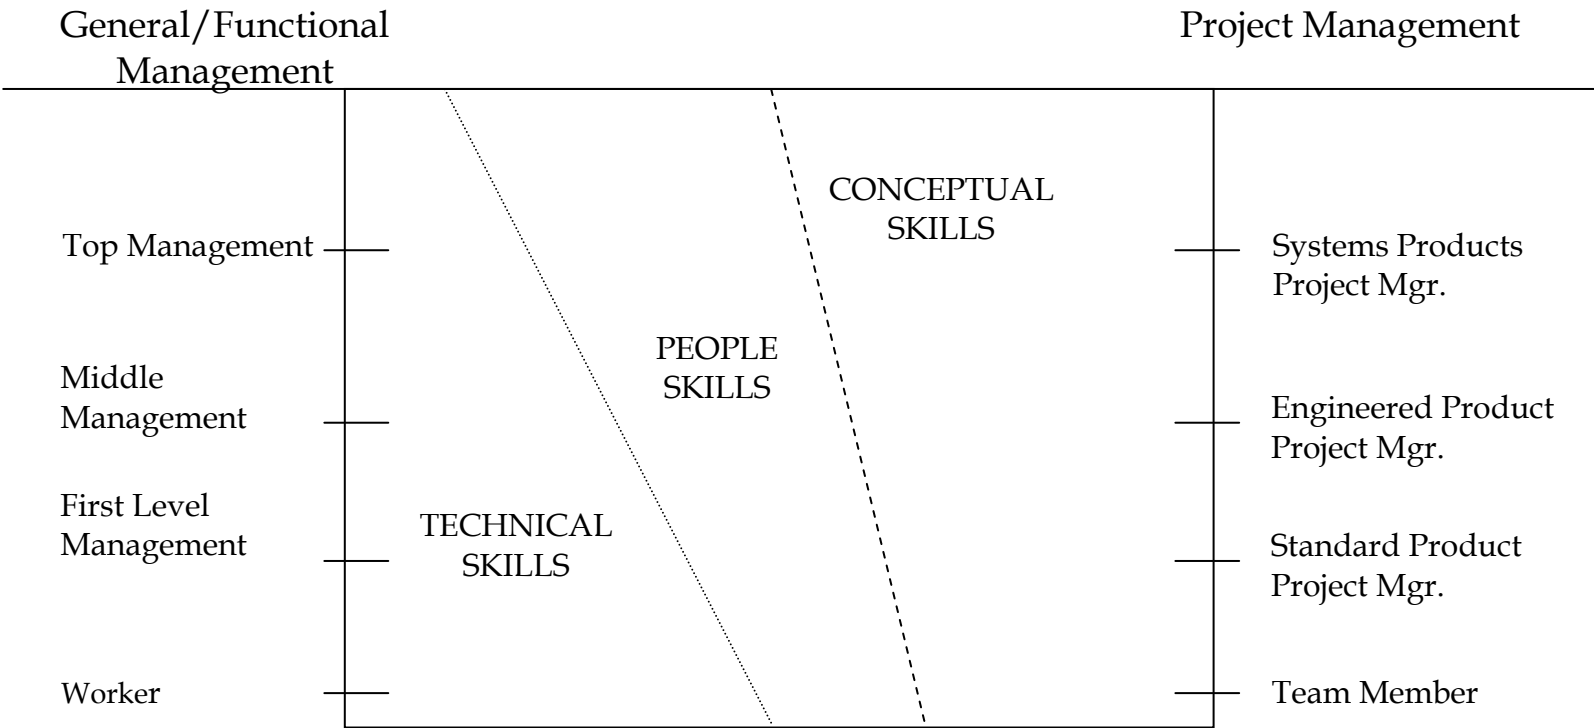 General/Functional
Management
Project Management
CONCEPTUAL
SKILLS
Top Management
Systems Products
Project Mgr.
PEOPLE
SKILLS
Middle
Management
Engineered Product
Project Mgr.
First Level
Management
TECHNICAL
SKILLS
Standard Product
Project Mgr.
Worker
Team Member